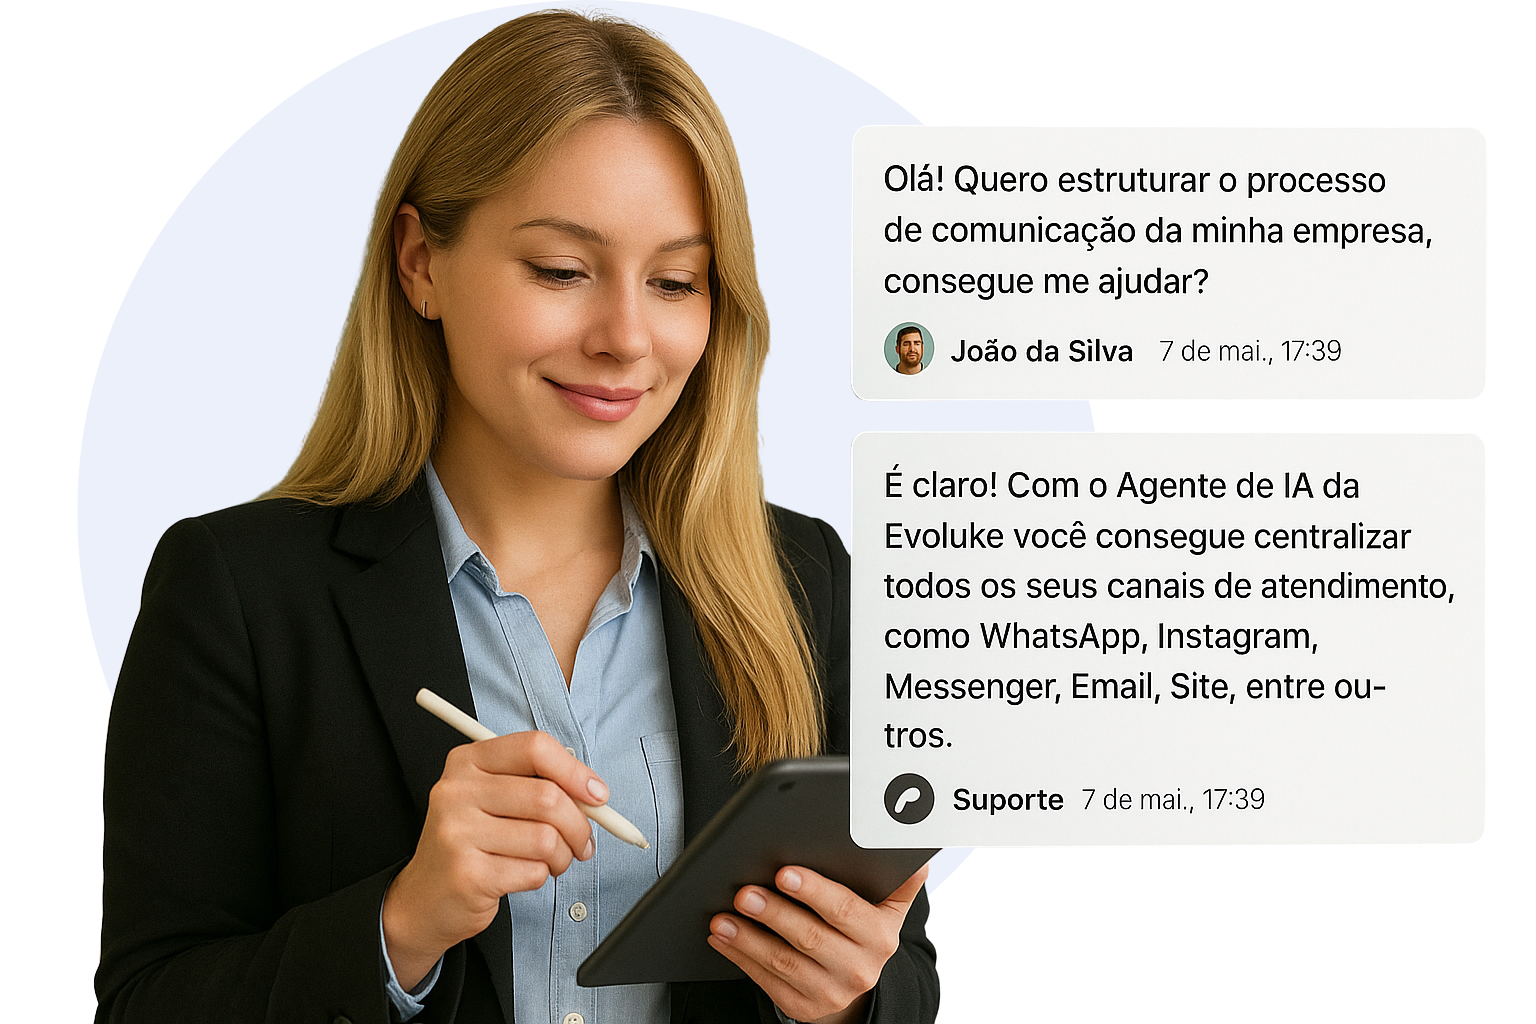 Olá! Quero estruturar o processo
de comunicação da minha empresa,
consegue me ajudar?
João da Silva 7 de mai., 17:39
É claro! Com o Agente de IA da
Evoluke você consegue centralizar
todos os seus canais de atendimento,
como WhatsApp, Instagram,
Messenger, Email, Site, entre ou-
tros.
Suporte 7 de mai., 17:39